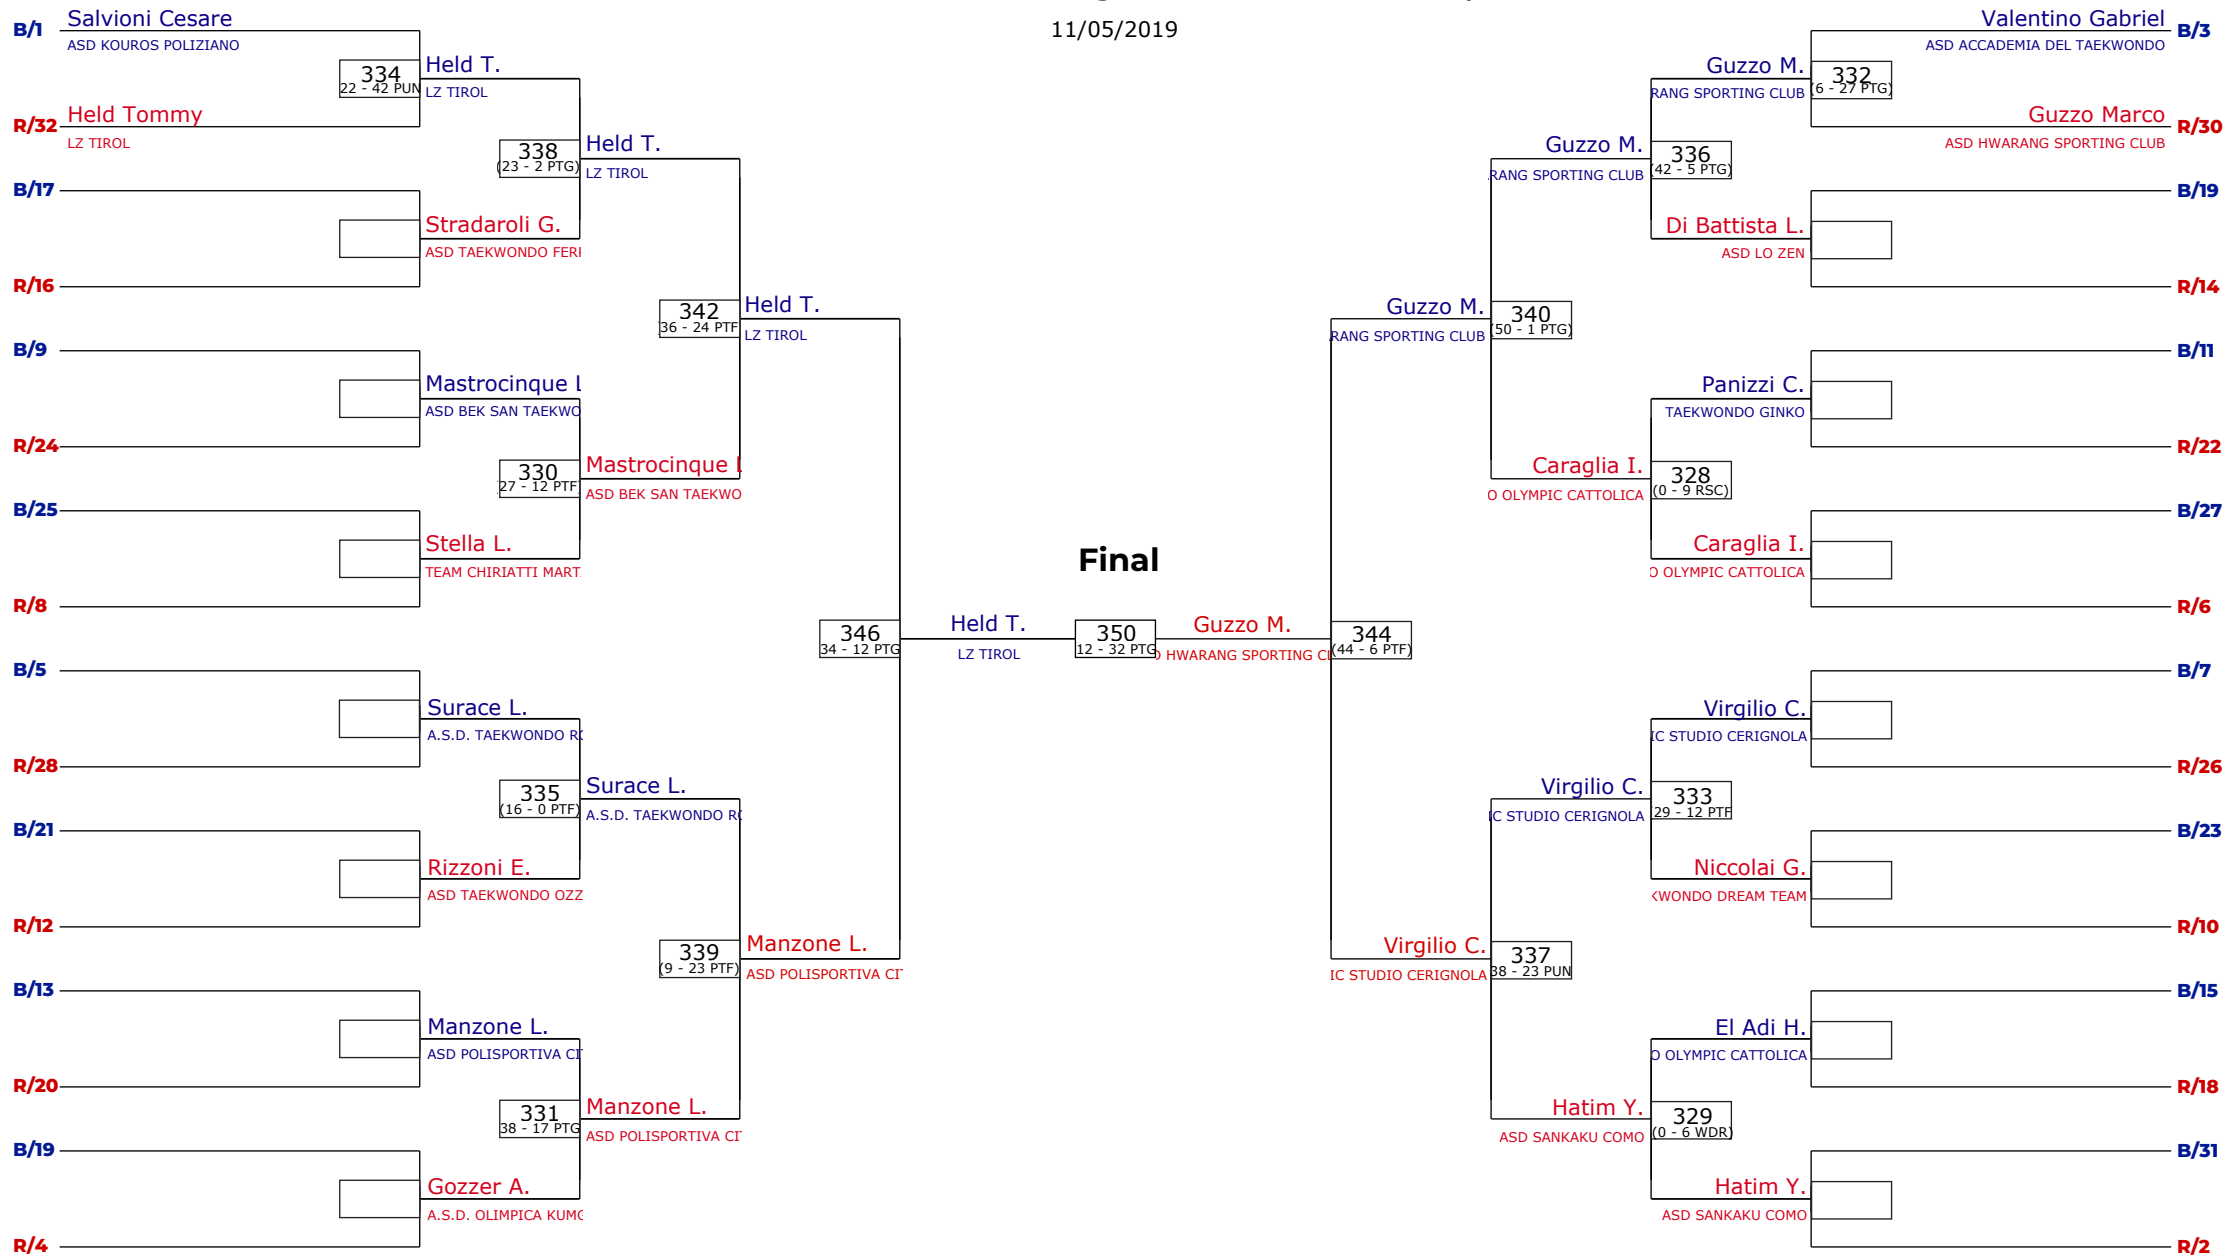 11/05/2019
B/1
Salvioni Cesare
ASD KOUROS POLIZIANO
334
22 - 42 PUN
Held T.
LZ TIROL
R/32
Held Tommy
LZ TIROL
338
(23 - 2 PTG)
Held T.
LZ TIROL
B/17
Stradaroli G.
ASD TAEKWONDO FER
R/16
342
36 - 24 PTF
Held T.
LZ TIROL
B/9
Mastrocinque L
ASD BEK SAN TAEKWO
R/24
330
27 - 12 PTF
Mastrocinque L
ASD BEK SAN TAEKWO
B/25
Stella L.
TEAM CHIRIATTI MART
R/8
346
34 - 12 PTG
B/5
Surace L.
A.S.D. TAEKWONDO RO
R/28
335
(16 - 0 PTF)
Surace L.
A.S.D. TAEKWONDO RO
B/21
Rizzoni E.
ASD TAEKWONDO OZZ
R/12
339
(9 - 23 PTF)
Manzone L.
ASD POLISPORTIVA CI
B/13
Manzone L.
ASD POLISPORTIVA CI
R/20
331
38 - 17 PTG
Manzone L.
ASD POLISPORTIVA CI
B/19
Gozzer A.
A.S.D. OLIMPICA KUMG
R/4
Final
Held T.
LZ TIROL
350
12 - 32 PTG
Guzzo M.
HWARANG SPORTING CL
344
(44 - 6 PTF)
Valentino Gabriel
B/3
ASD ACCADEMIA DEL TAEKWONDO
Guzzo M.
RANG SPORTING CLUB
332
(6 - 27 PTG)
Guzzo Marco
R/30
ASD HWARANG SPORTING CLUB
Guzzo M.
RANG SPORTING CLUB
336
(42 - 5 PTG)
B/19
Di Battista L.
ASD LO ZEN
R/14
Guzzo M.
RANG SPORTING CLUB
340
(50 - 1 PTG)
B/11
Panizzi C.
TAEKWONDO GINKO
R/22
Caraglia I.
O OLYMPIC CATTOLICA
328
(0 - 9 RSC)
B/27
Caraglia I.
O OLYMPIC CATTOLICA
R/6
B/7
Virgilio C.
IC STUDIO CERIGNOLA
R/26
Virgilio C.
IC STUDIO CERIGNOLA
333
29 - 12 PTF
B/23
Niccolai G.
KWONDO DREAM TEAM
R/10
Virgilio C.
IC STUDIO CERIGNOLA
337
38 - 23 PUN
B/15
El Adi H.
O OLYMPIC CATTOLICA
R/18
Hatim Y.
ASD SANKAKU COMO
329
(0 - 6 WDR)
B/31
Hatim Y.
ASD SANKAKU COMO
R/2